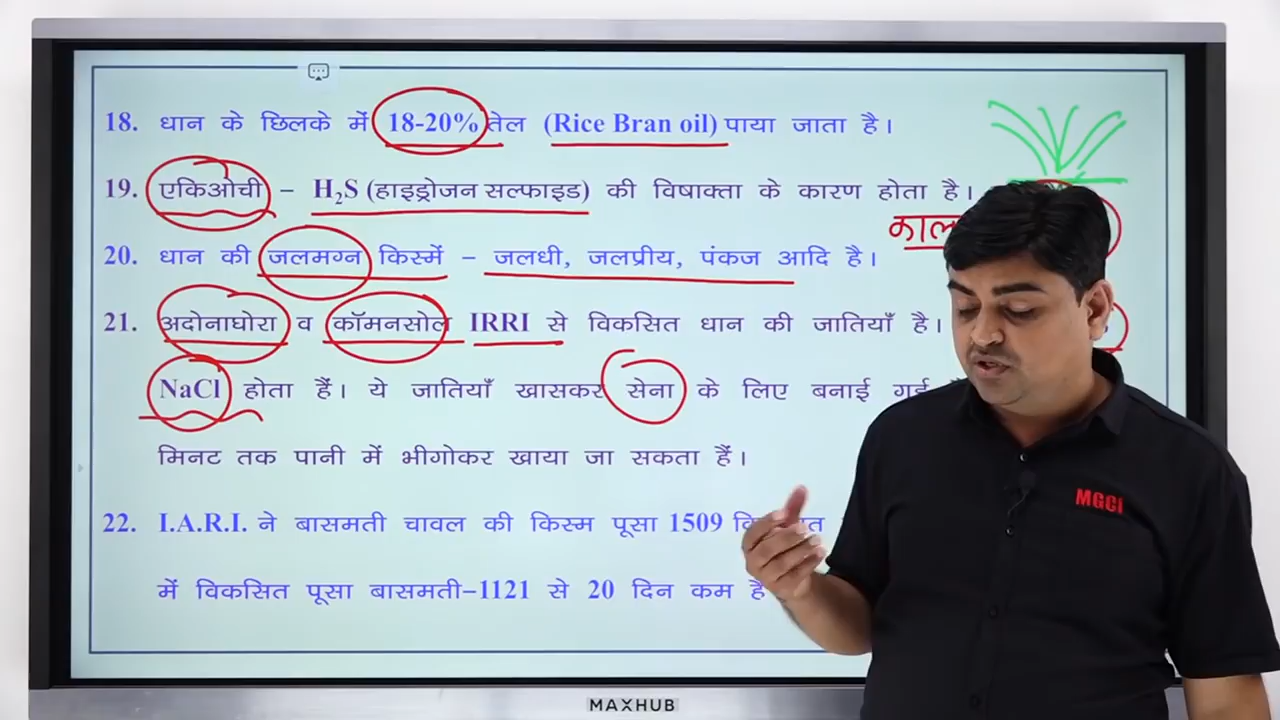 18. धान के छिलके में 18-20% तेल (Rice Bran oil) पाया जाता है।
19. एकिओची – H₂S (हाइड्रोजन सल्फाइड) की विषाक्ता के कारण होता है।
20. धान की जलमग्न किस्में – जलधी, जलप्रीय, पंकज आदि है।
21. अदोनाघोरा व कॉमनसोल IRRI से विकसित धान की जातियाँ है।
NaCl होता हैं। ये जातियाँ खासकर सेना के लिए बनाई गई
मिनट तक पानी में भीगोकर खाया जा सकता हैं।
22. I.A.R.I. ने बासमती चावल की किस्म पूसा 1509
में विकसित पूसा बासमती–1121 से 20 दिन कम
MGCI
MAXHUB